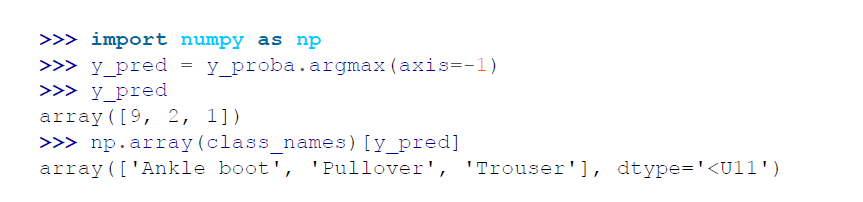 >>> import numpy as np
>>> y_pred = y_proba.argmax(axis=-1)
>>> y_pred
array([9, 2, 1])
>>> np.array(class_names)[y_pred]
array(['Ankle boot', 'Pullover', 'Trouser'], dtype='<U11')